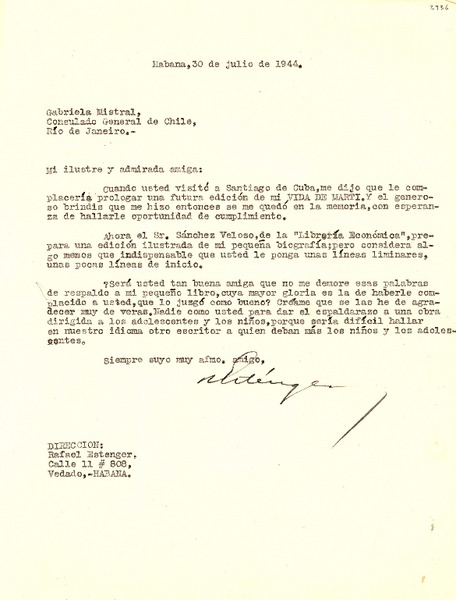 Habana,30 de julio de 1944.
Gabriela Mistral,
Consulado General de Chile,
Río de Janeiro.-
Mi ilustre y admirada amiga:
Cuando usted visitó a Santiago de Cuba,me dijo que le com-
placería prologar una futura edición de mi VIDA DE MARTI.Y el genero-
so brindis que me hizo entonces se me quedó en la memoria,con esperan-
za de hallarle oportunidad de cumplimiento.
Ahora el Sr. Sánchez Veloso,de la "Librería Económica",pre-
para una edición ilustrada de mi pequeña biografía;pero considera al-
go menos que indispensable que usted le ponga unas líneas liminares,
unas pocas líneas de inicio.
?Será usted tan buena amiga que no me demore esas palabras
de respaldo a mi pequeño libro,cuya mayor gloria es la de haberle com-
placido a usted,que lo juzgó como bueno? Créame que se las he de agra-
decer muy de veras.Nadie como usted para dar el espaldarazo a una obra
dirigida a los adolescentes y los niños,porque sería difícil hallar
en nuestro idioma otro escritor a quien deban más los niños y los adoles-
centes.
Siempre suyo muy afmo. amigo,
Esténger
DIRECCION:
Rafael Estenger.
Calle 11 # 808,
Vedado,-HABANA.